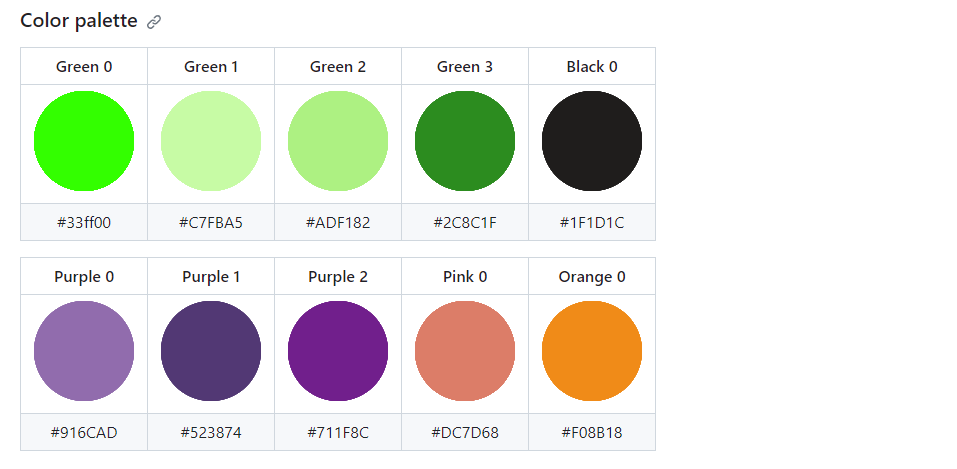 Color palette
Green 0 Green 1 Green 2 Green 3 Black 0
#33ff00 #C7FBA5 #ADF182 #2C8C1F #1F1D1C
Purple 0 Purple 1 Purple 2 Pink 0 Orange 0
#916CAD #523874 #711F8C #DC7D68 #F08B18